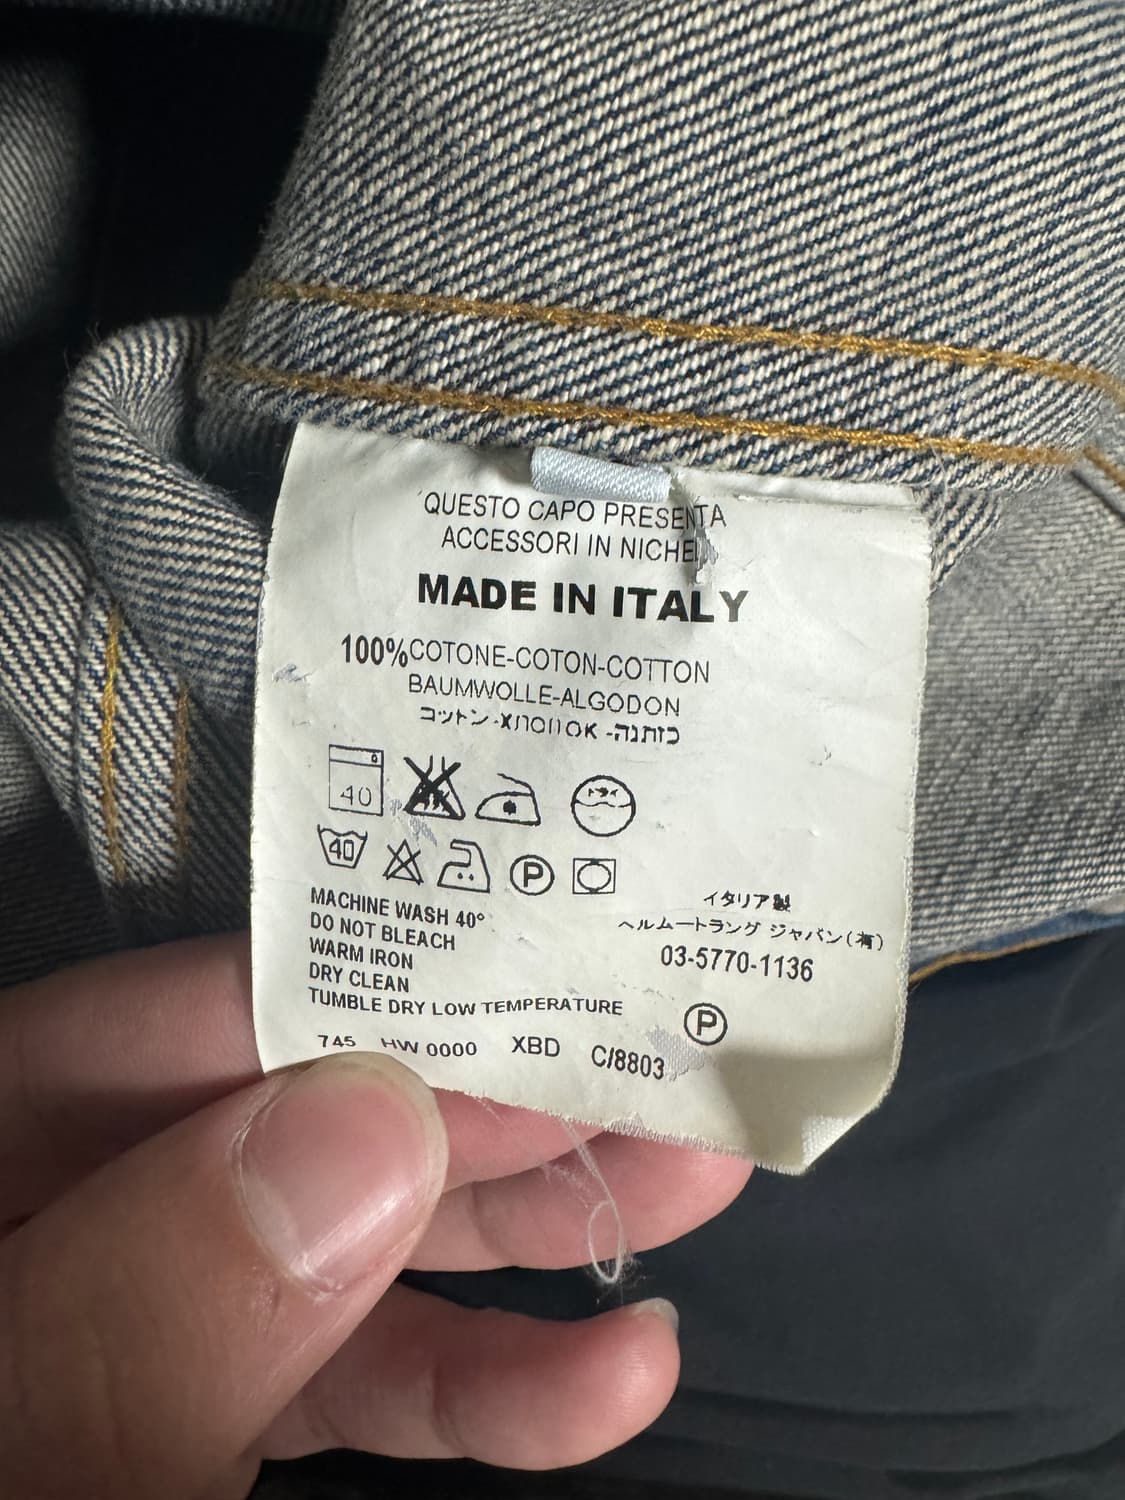 QUESTO CAPO PRESENTA
ACCESSORI IN NICHEL
MADE IN ITALY
100%COTONE-COTON-COTTON
BAUMWOLLE-ALGODON
コットン-ХЛОПОК -כותנה
40
40 P
MACHINE WASH 40°
DO NOT BLEACH
WARM IRON
DRY CLEAN
TUMBLE DRY LOW TEMPERATURE
イタリア製
ヘルムートラング ジャパン(有)
03-5770-1136
P
745 HW 0000 XBD C/8803